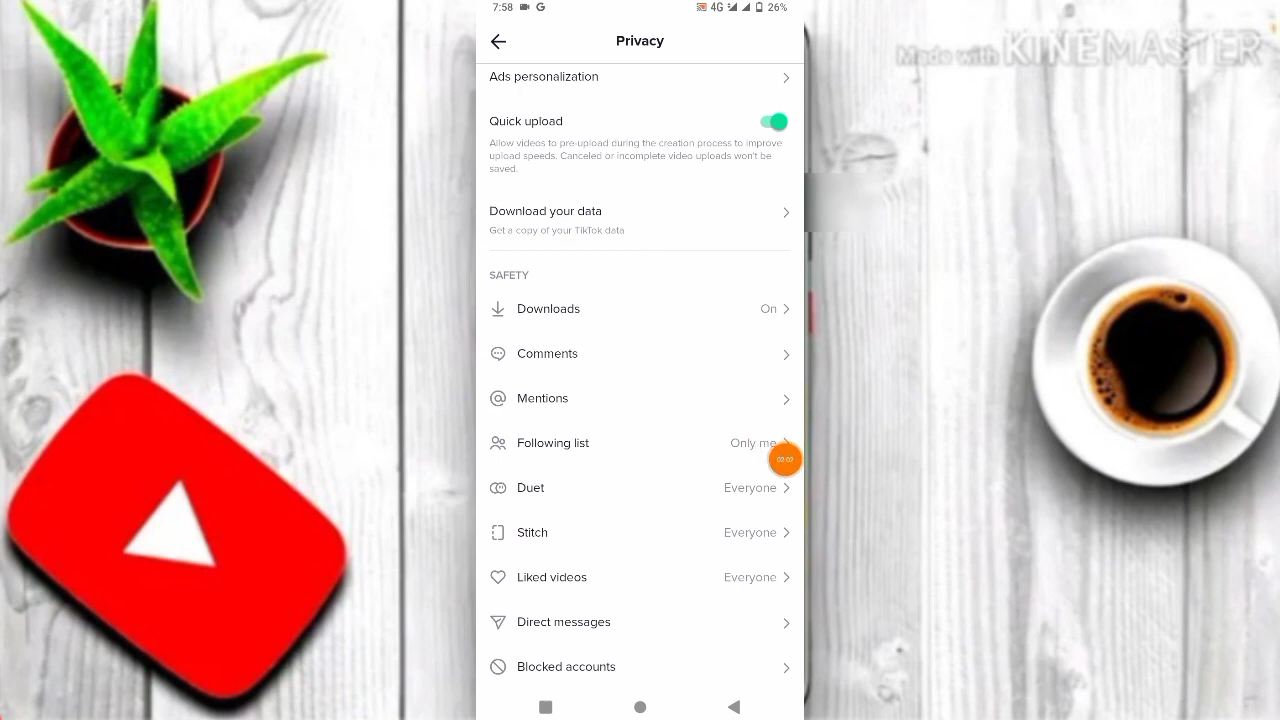 7:58 4G 26%
Made with KINEMASTER
Privacy
Ads personalization
Quick upload
Allow videos to pre-upload during the creation process to improve
upload speeds. Canceled or incomplete video uploads won't be
saved.
Download your data
Get a copy of your TikTok data
SAFETY
Downloads On
Comments
Mentions
Following list Only me
02:02
Duet Everyone
Stitch Everyone
Liked videos Everyone
Direct messages
Blocked accounts